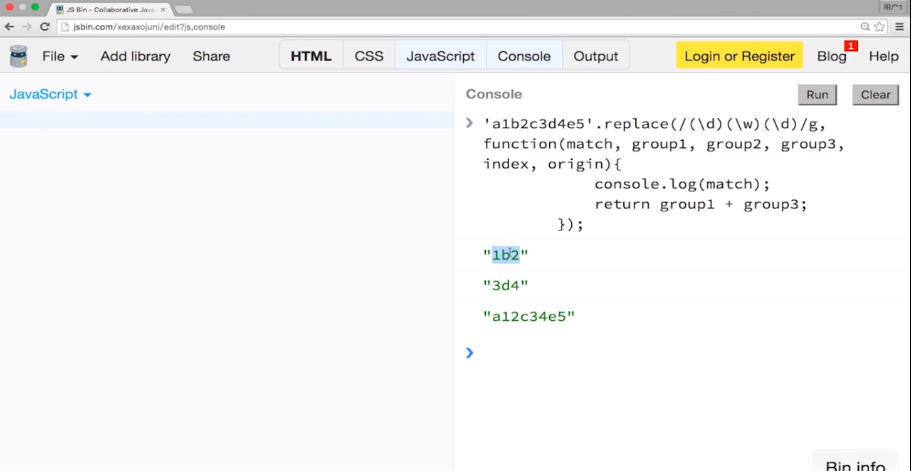 JS Bin - Collaborative Java
用户1
jsbin.com/xexaxojuni/edit?js,console
File Add library Share HTML CSS JavaScript Console Output Login or Register Blog 1 Help
JavaScript
Console Run Clear
'a1b2c3d4e5'.replace(/(\d)(\w)(\d)/g,
function(match, group1, group2, group3,
index, origin){
console.log(match);
return group1 + group3;
});
"1b2"
"3d4"
"a12c34e5"
Bin info